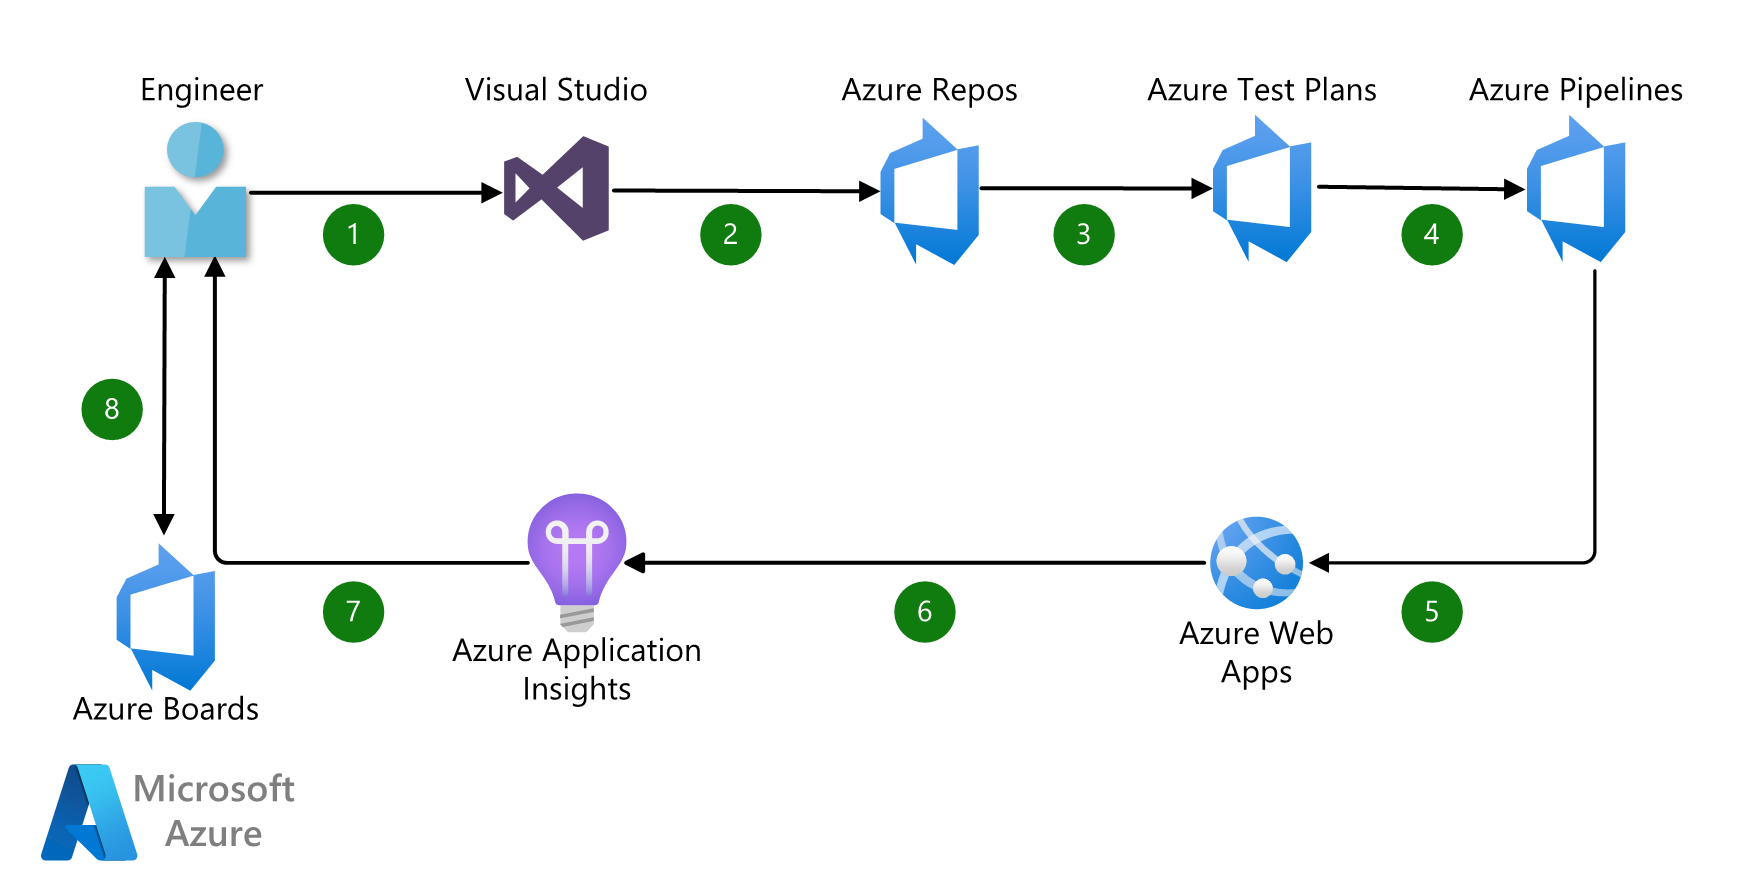 Engineer
Visual Studio
Azure Repos
Azure Test Plans
Azure Pipelines
1
2
3
4
8
7
6
5
Azure Application
Insights
Azure Web
Apps
Azure Boards
Microsoft
Azure